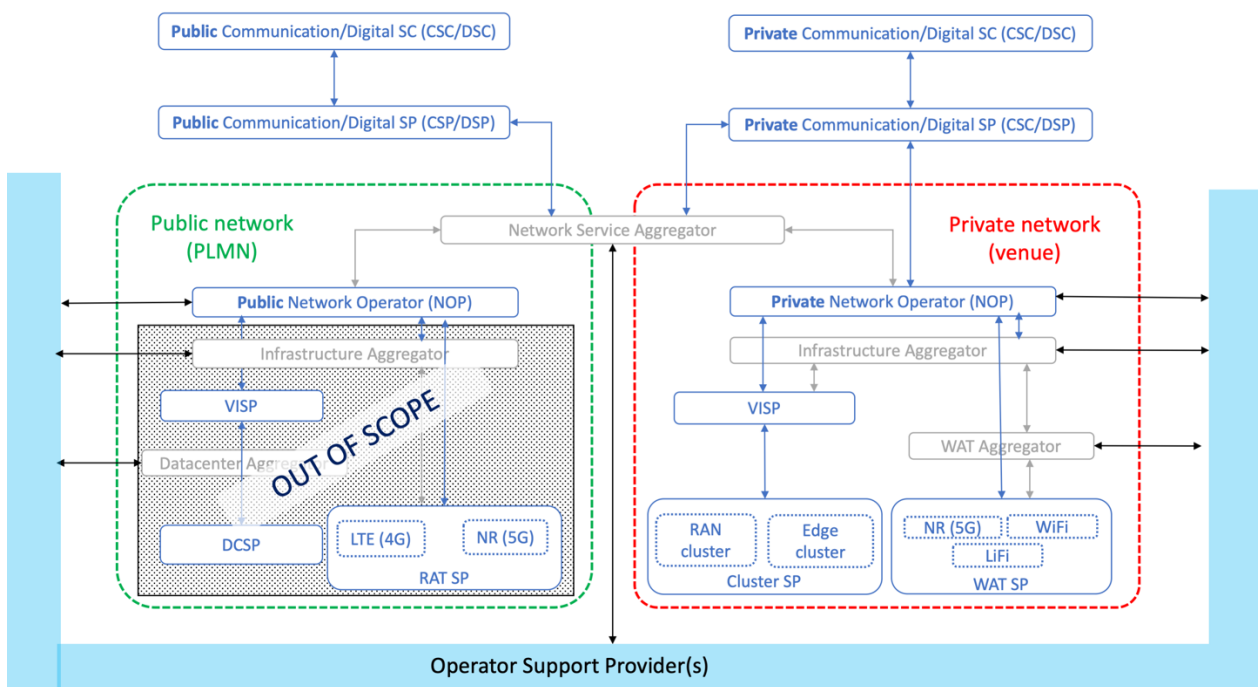 Public Communication/Digital SC (CSC/DSC)
Private Communication/Digital SC (CSC/DSC)
Public Communication/Digital SP (CSP/DSP)
Private Communication/Digital SP (CSC/DSP)
Public network
(PLMN)
Network Service Aggregator
Private network
(venue)
Public Network Operator (NOP)
Private Network Operator (NOP)
Infrastructure Aggregator
Infrastructure Aggregator
VISP
VISP
OUT OF SCOPE
WAT Aggregator
Datacenter
DCSP
LTE (4G)
NR (5G)
RAT SP
RAN
cluster
Edge
cluster
Cluster SP
NR (5G)
WiFi
LiFi
WAT SP
Operator Support Provider(s)